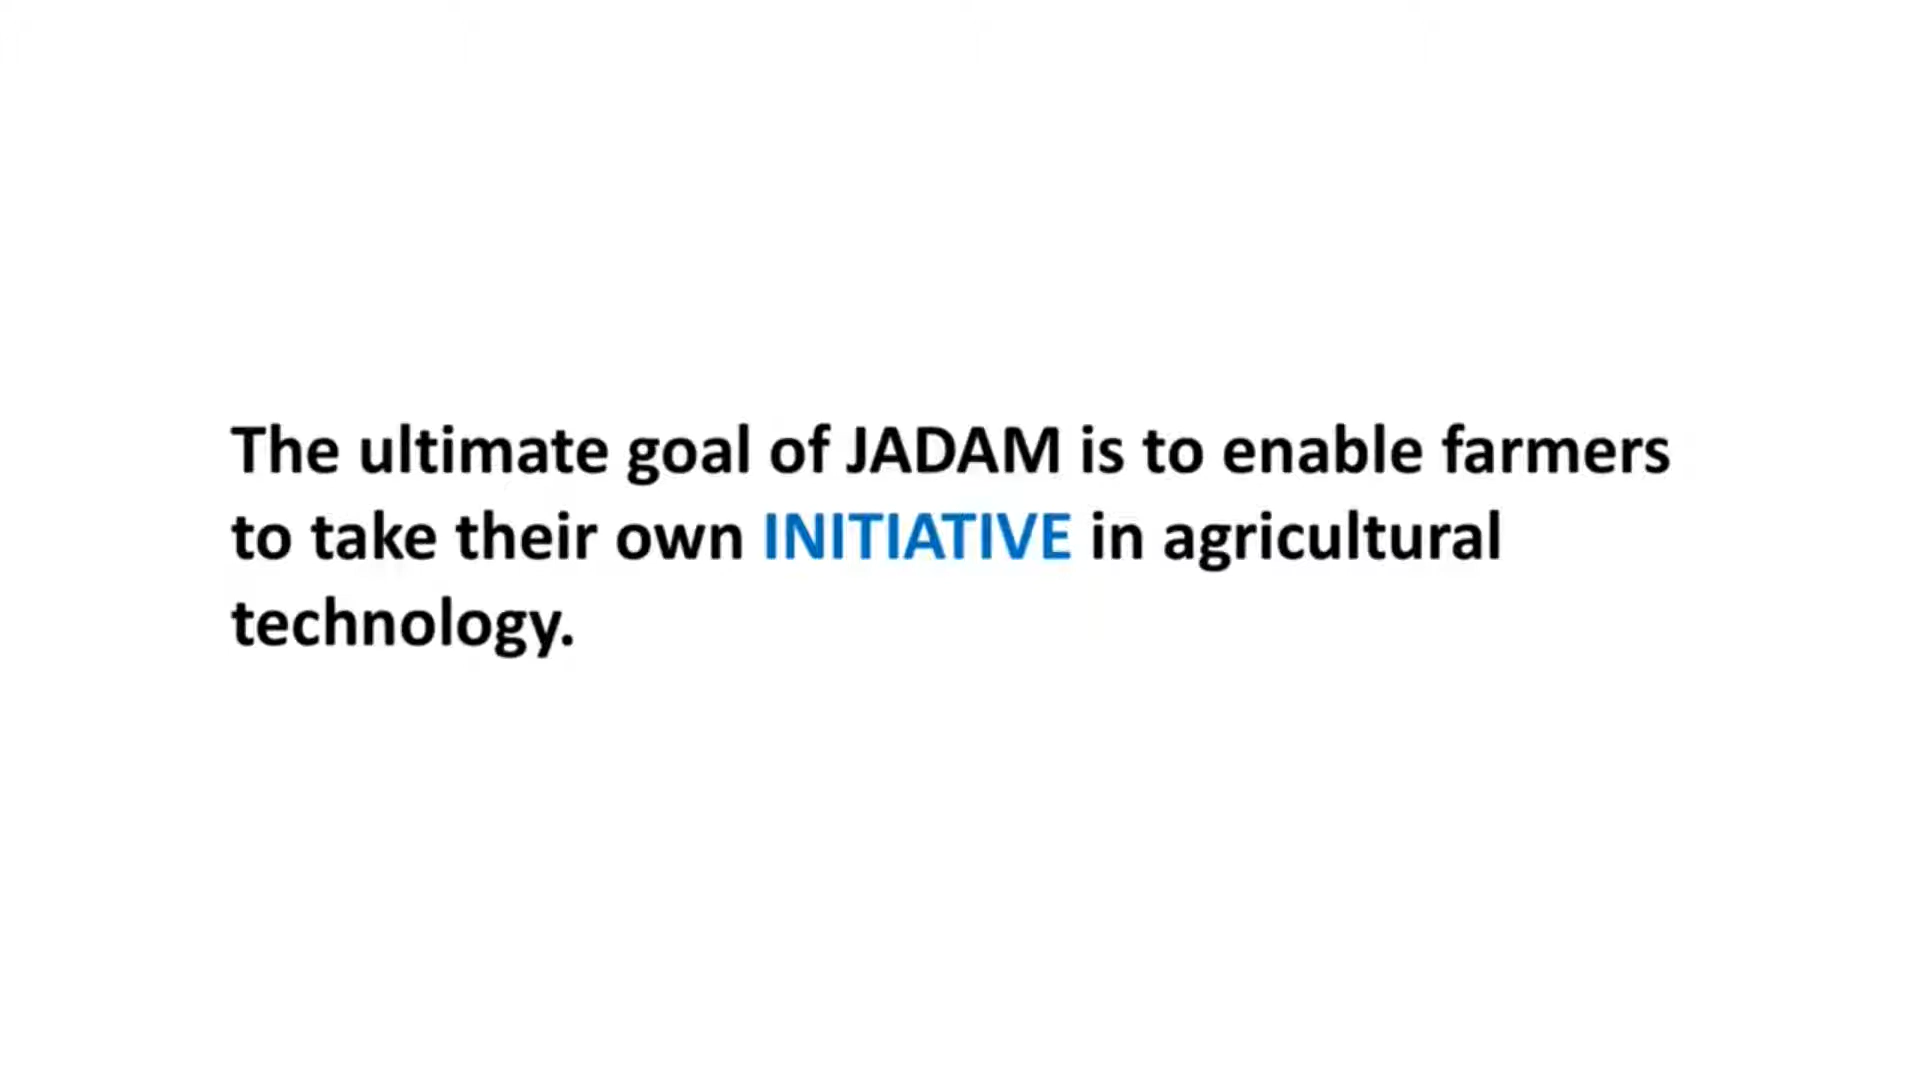 The ultimate goal of JADAM is to enable farmers
to take their own INITIATIVE in agricultural
technology.